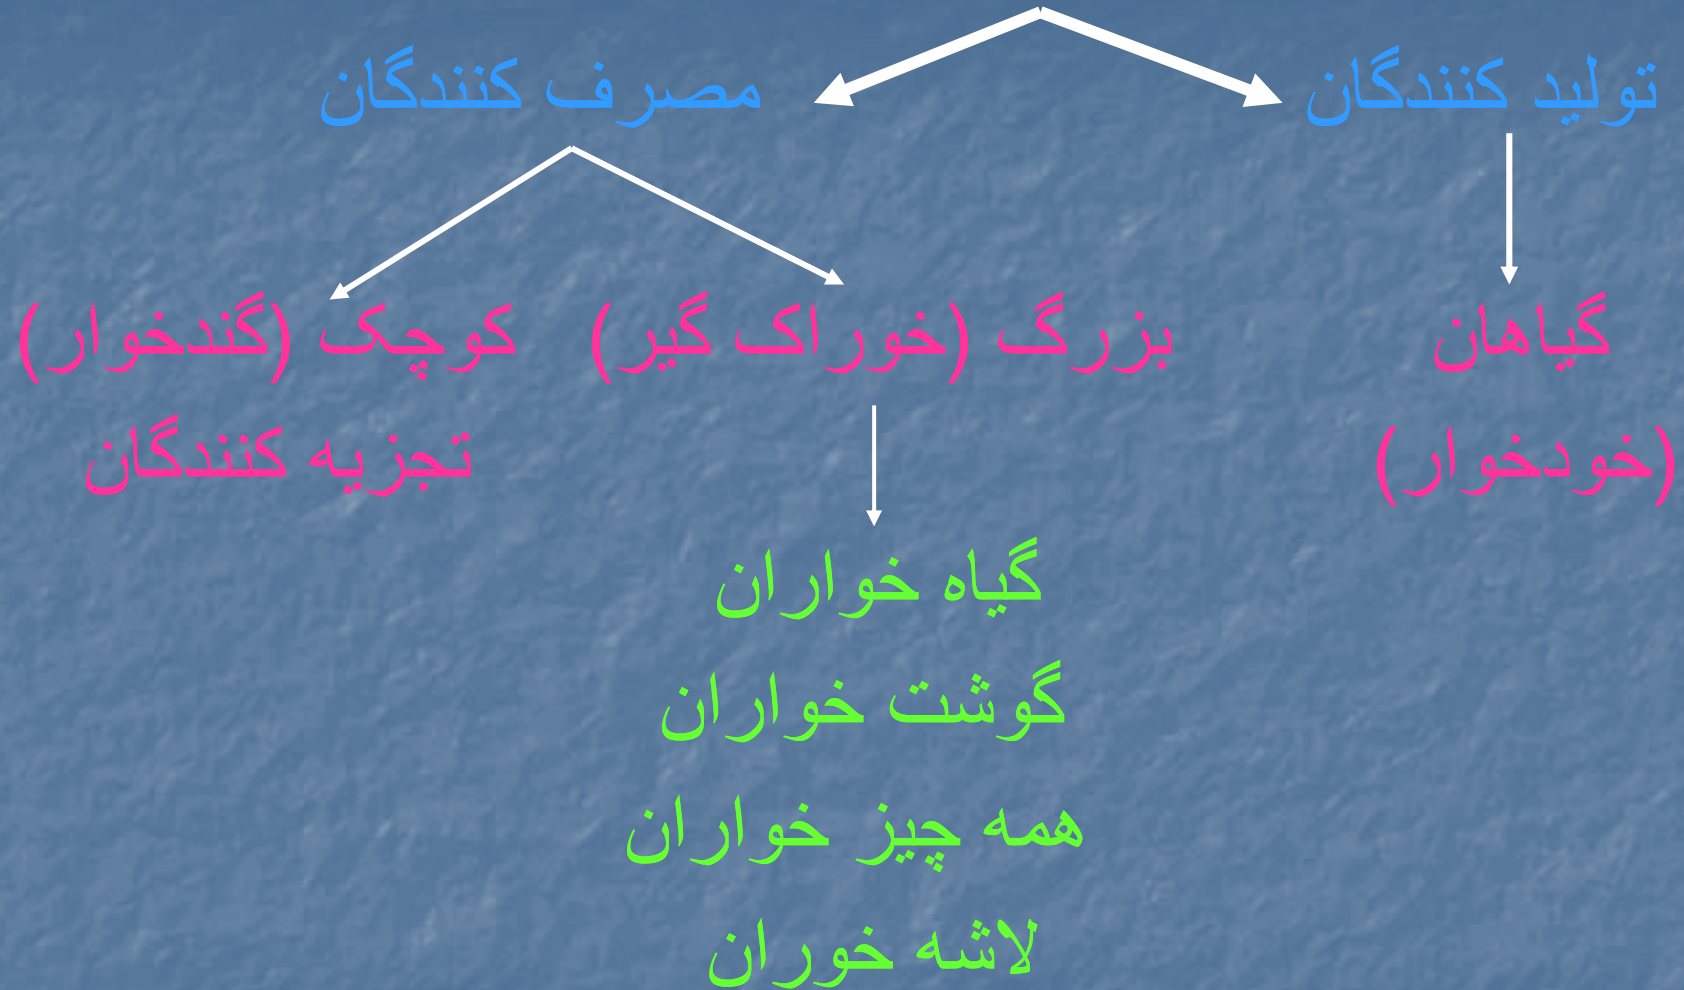 تولید کنندگان
مصرف کنندگان
گیاهان
(خودخوار)
بزرگ (خوراک گیر)
کوچک (گندخوار)
تجزیه کنندگان
گیاه خواران
گوشت خواران
همه چیز خواران
لاشه خوران